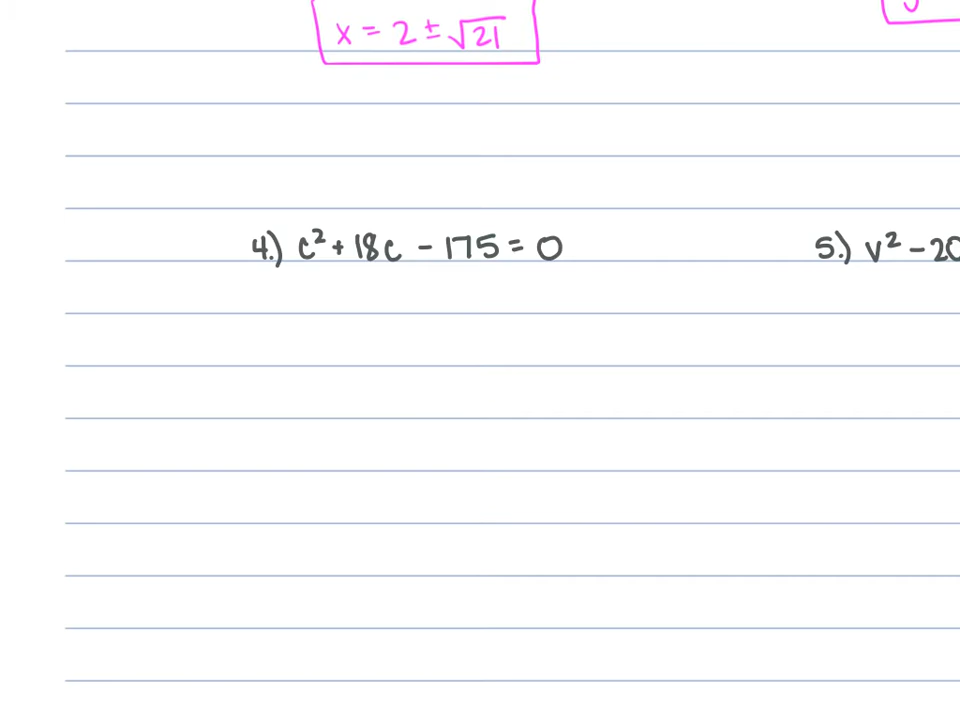 x = 2 ± √21
4.) c² + 18c - 175 = 0
5.) v² - 20